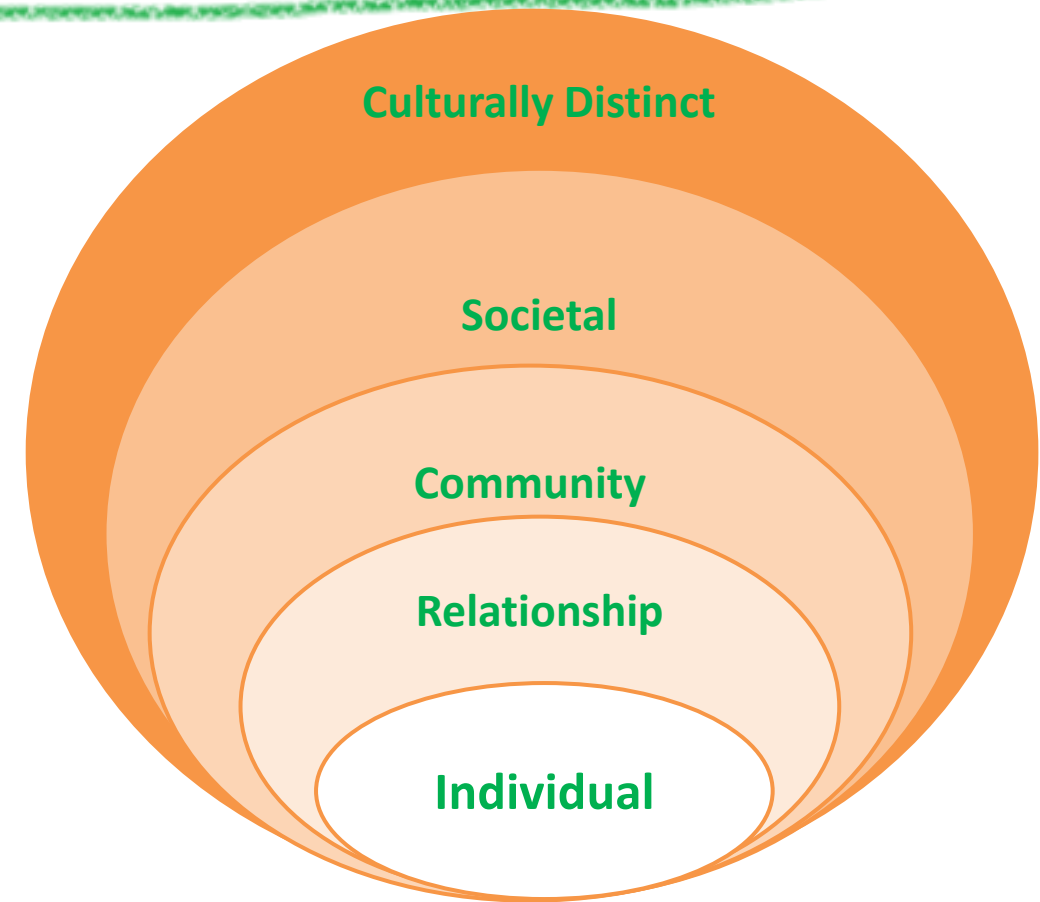 Culturally Distinct
Societal
Community
Relationship
Individual